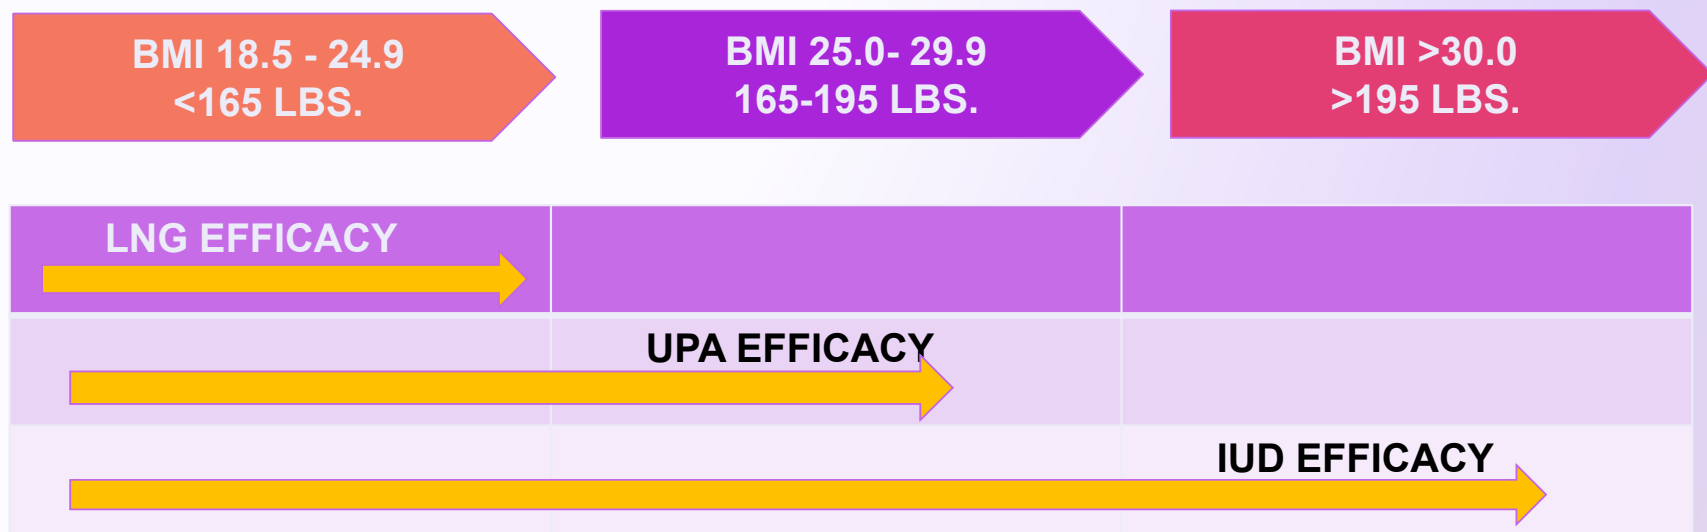 BMI 18.5 - 24.9
<165 LBS.
BMI 25.0- 29.9
165-195 LBS.
BMI >30.0
>195 LBS.
LNG EFFICACY
UPA EFFICACY
IUD EFFICACY